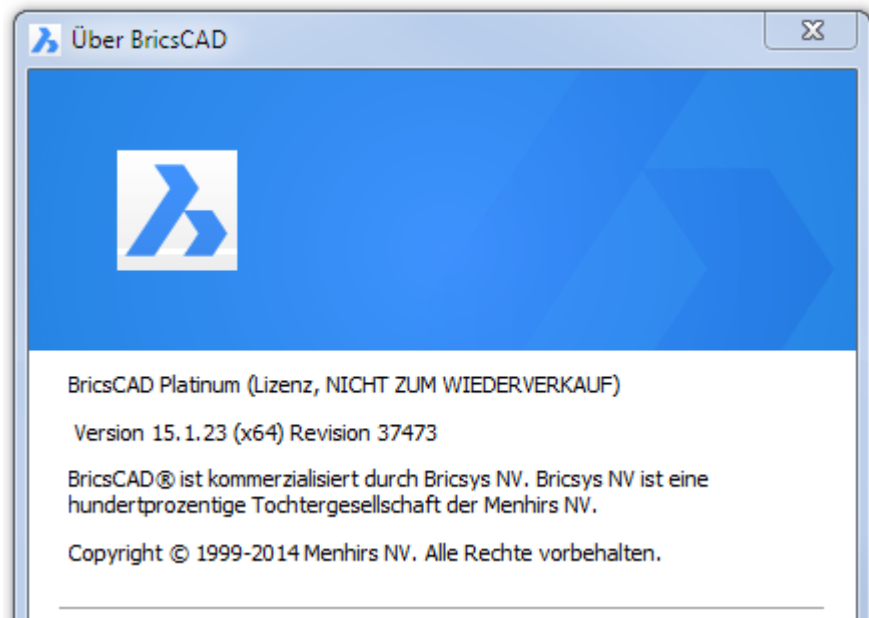 Über BricsCAD
BricsCAD Platinum (Lizenz, NICHT ZUM WIEDERVERKAUF)
Version 15.1.23 (x64) Revision 37473
BricsCAD® ist kommerzialisiert durch Bricsys NV. Bricsys NV ist eine
hundertprozentige Tochtergesellschaft der Menhirs NV.
Copyright © 1999-2014 Menhirs NV. Alle Rechte vorbehalten.